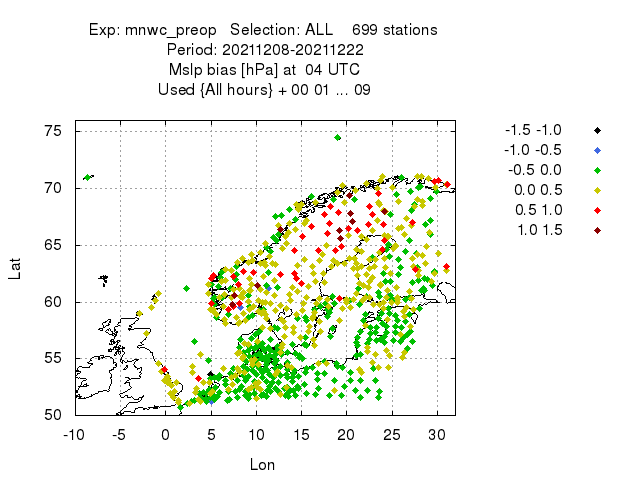 Exp: mnwc_preop   Selection: ALL    699 stations
Period: 20211208-20211222
Mslp bias [hPa] at  04 UTC
Used {All hours} + 00 01 ... 09
-1.5 -1.0
-1.0 -0.5
-0.5 0.0
0.0 0.5
0.5 1.0
1.0 1.5
75
70
65
60
55
50
Lat
-10 -5 0 5 10 15 20 25 30
Lon